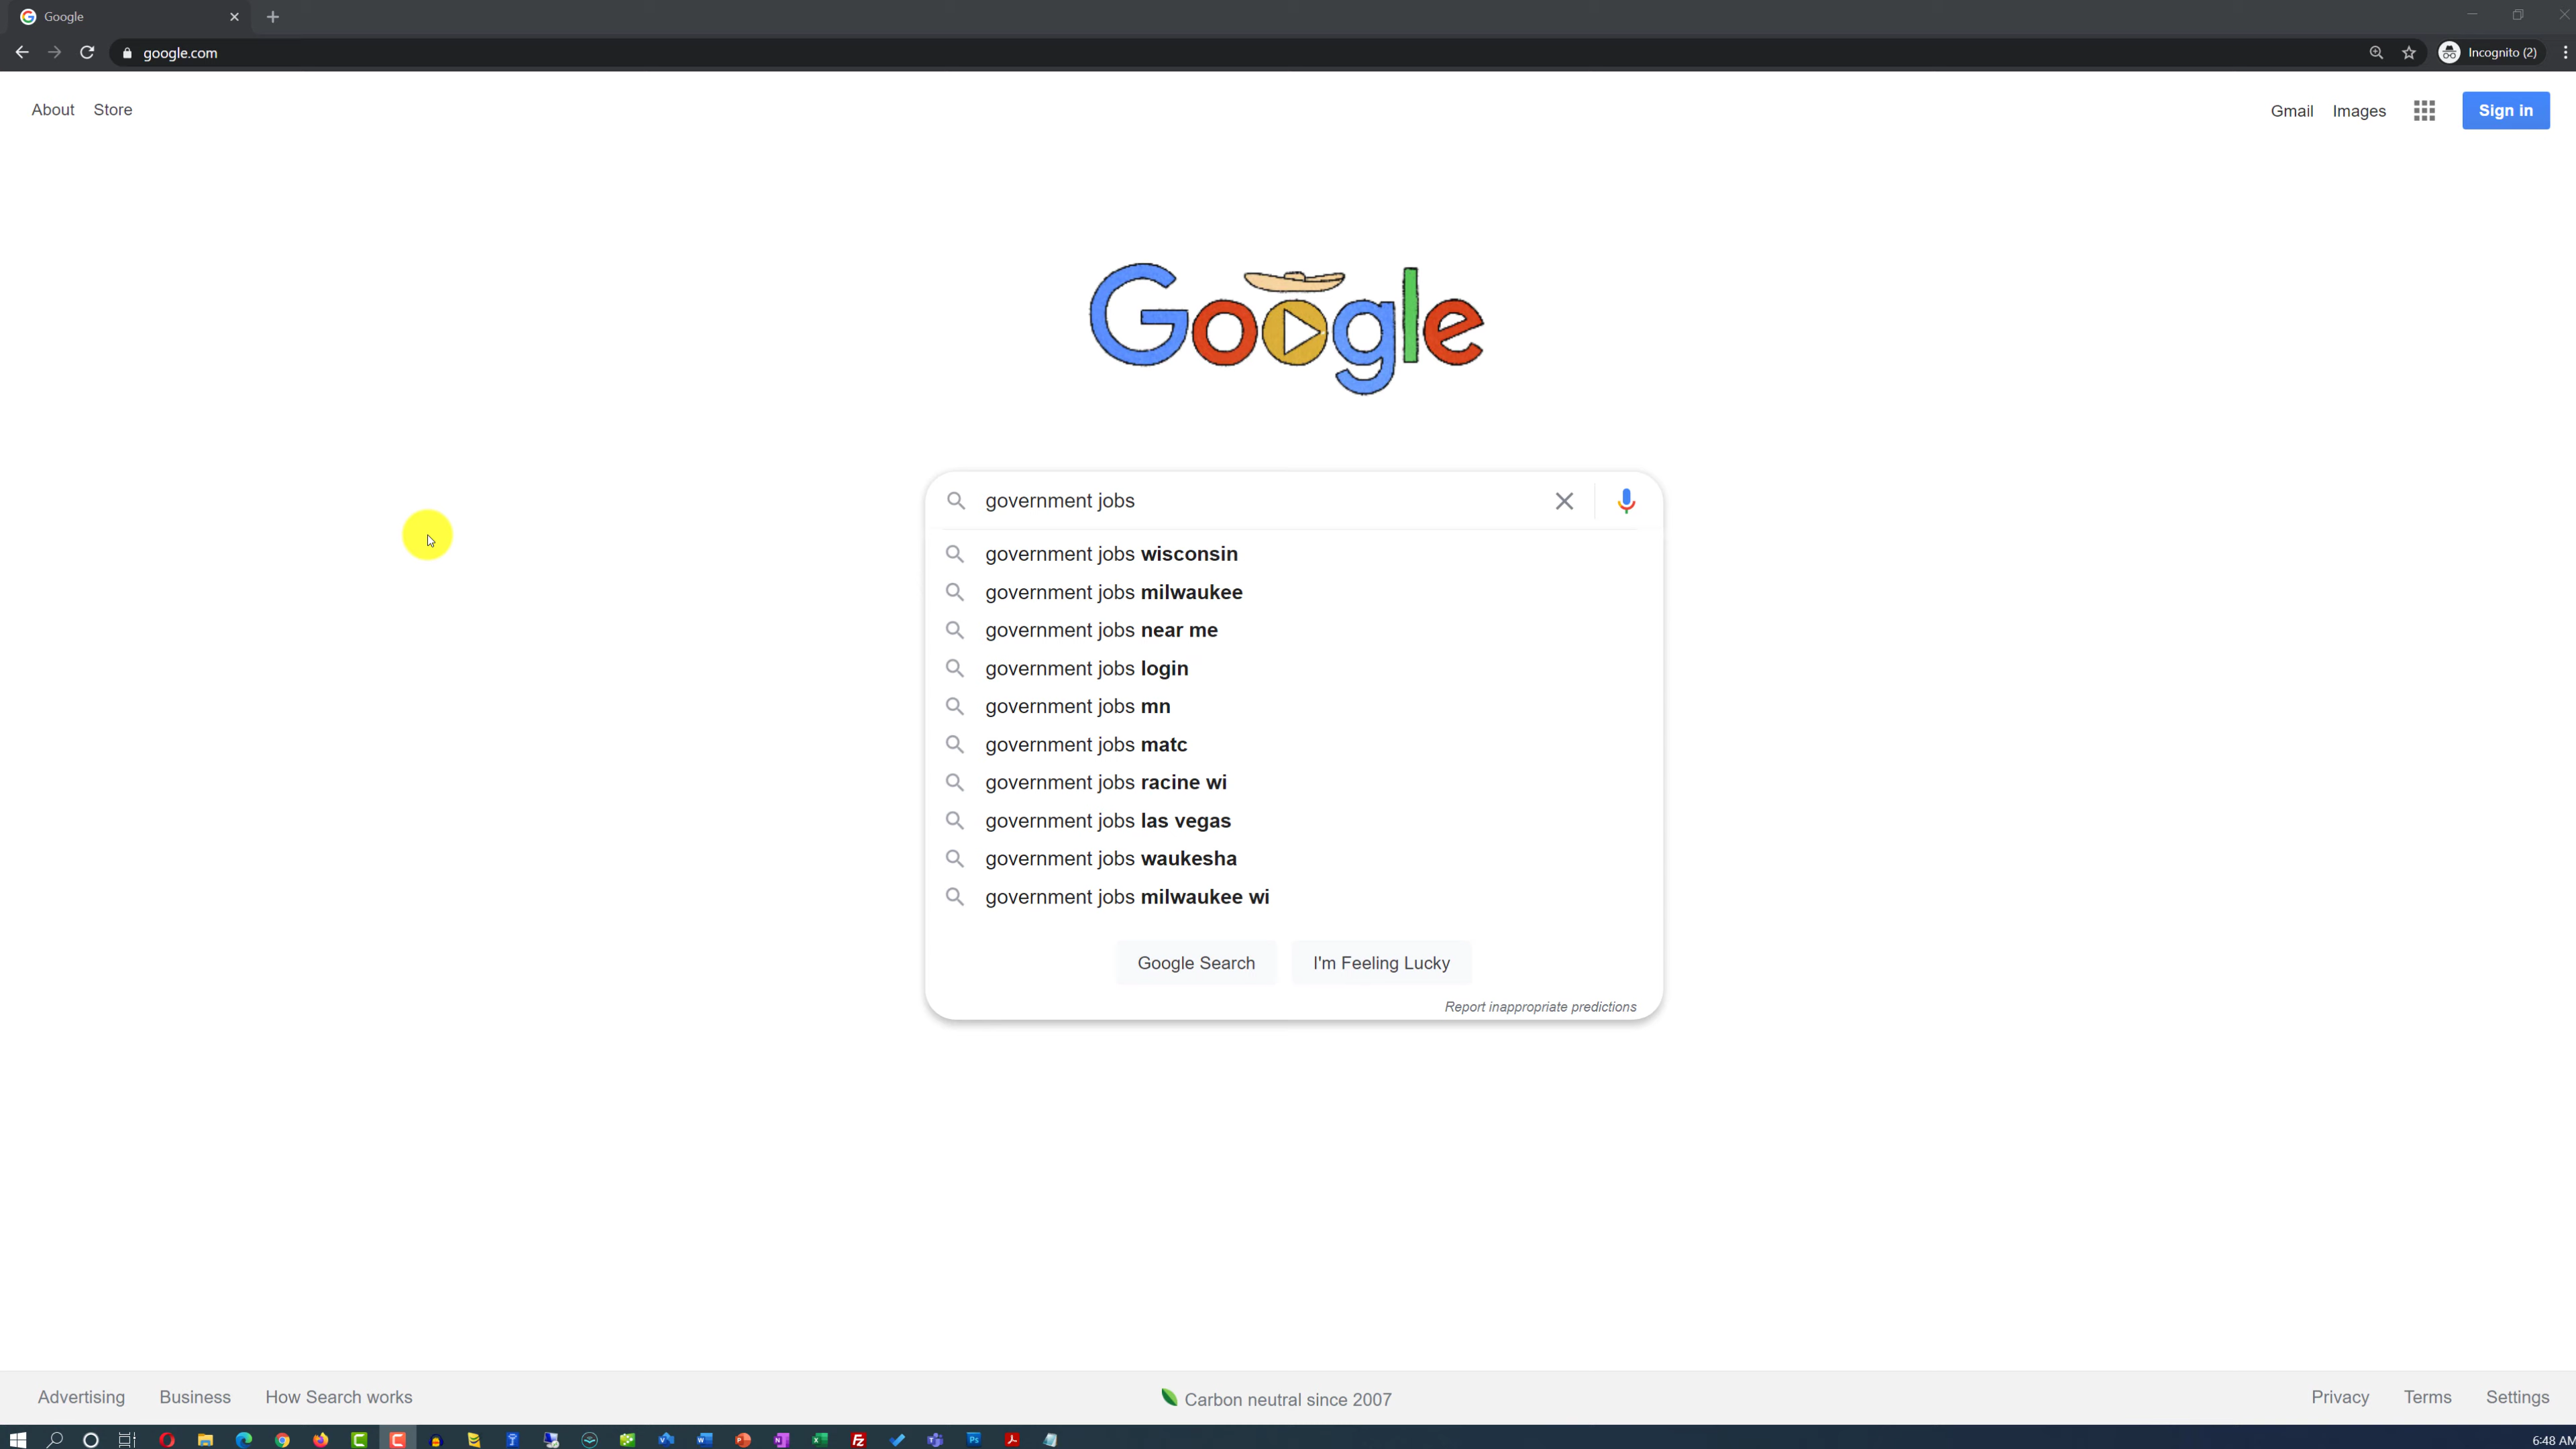 Google
google.com
Incognito (2)
About Store
Gmail Images Sign in
Google
government jobs
government jobs wisconsin
government jobs milwaukee
government jobs near me
government jobs login
government jobs mn
government jobs matc
government jobs racine wi
government jobs las vegas
government jobs waukesha
government jobs milwaukee wi
Google Search I'm Feeling Lucky
Report inappropriate predictions
Advertising Business How Search works
Carbon neutral since 2007
Privacy Terms Settings
6:48 AM